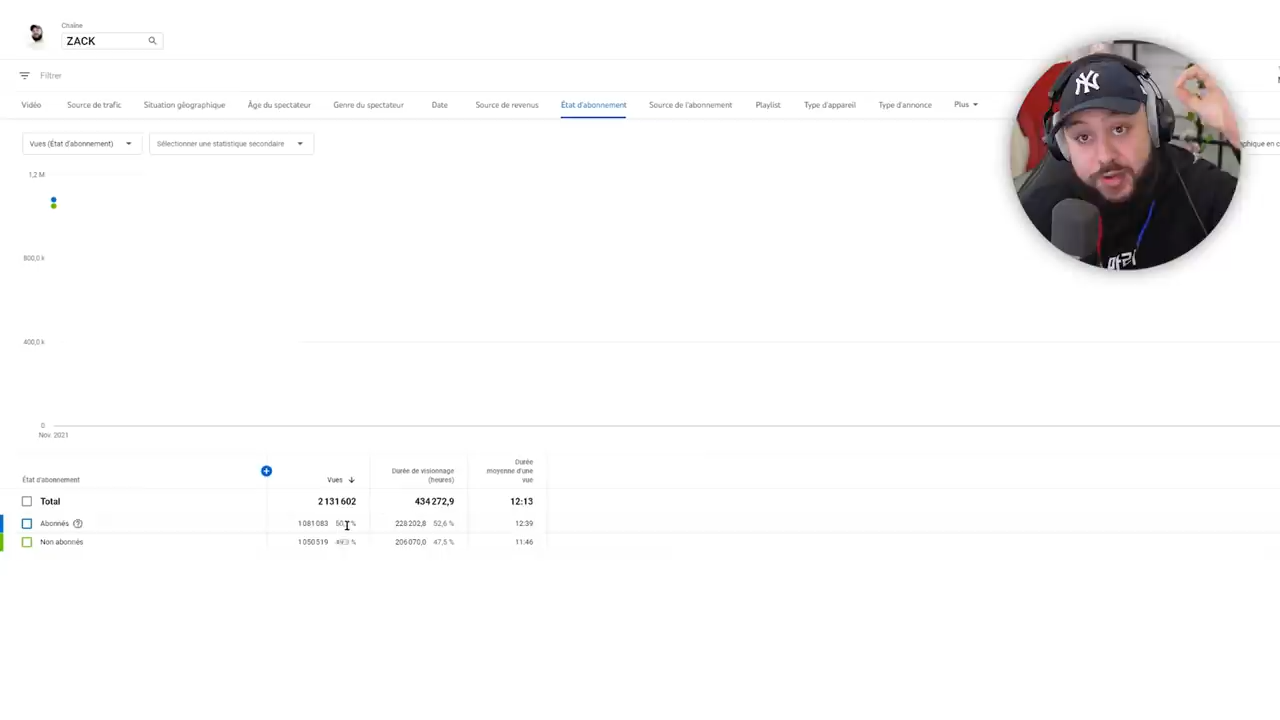 Chaîne
ZACK
Filtrer
Vidéo Source de trafic Situation géographique Âge du spectateur Genre du spectateur Date Source de revenus État d'abonnement Source de l'abonnement Playlist Type d'appareil Type d'annonce Plus
Vues (État d'abonnement) Sélectionner une statistique secondaire
1,2 M
800,0 k
400,0 k
0
Nov. 2021
État d'abonnement Vues Durée de visionnage (heures) Durée moyenne d'une vue
Total 2 131 602 434 272,9 12:13
Abonnés 1 081 083 228 202,8 52,6 % 12:39
Non abonnés 1 050 519 206 070,0 47,5 % 11:46
NY